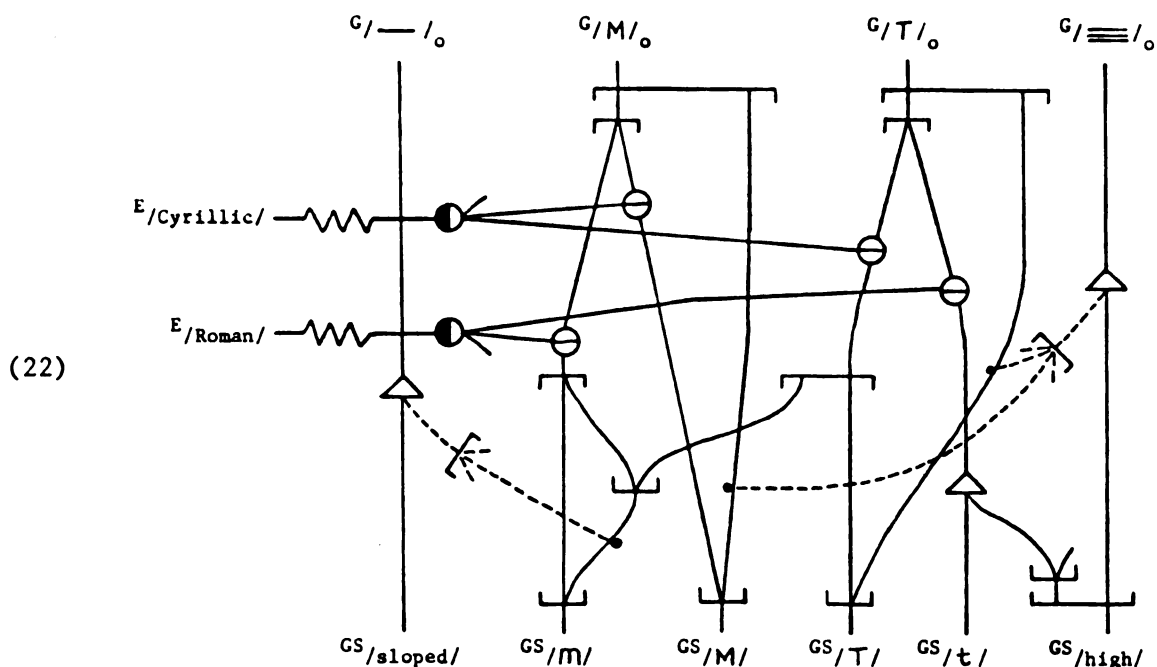 G/—/o G/M/o G/T/o G/≡/o
E/Cyrillic/
E/Roman/
(22)
GS/sloped/ GS/m/ GS/M/ GS/T/ GS/t/ GS/high/